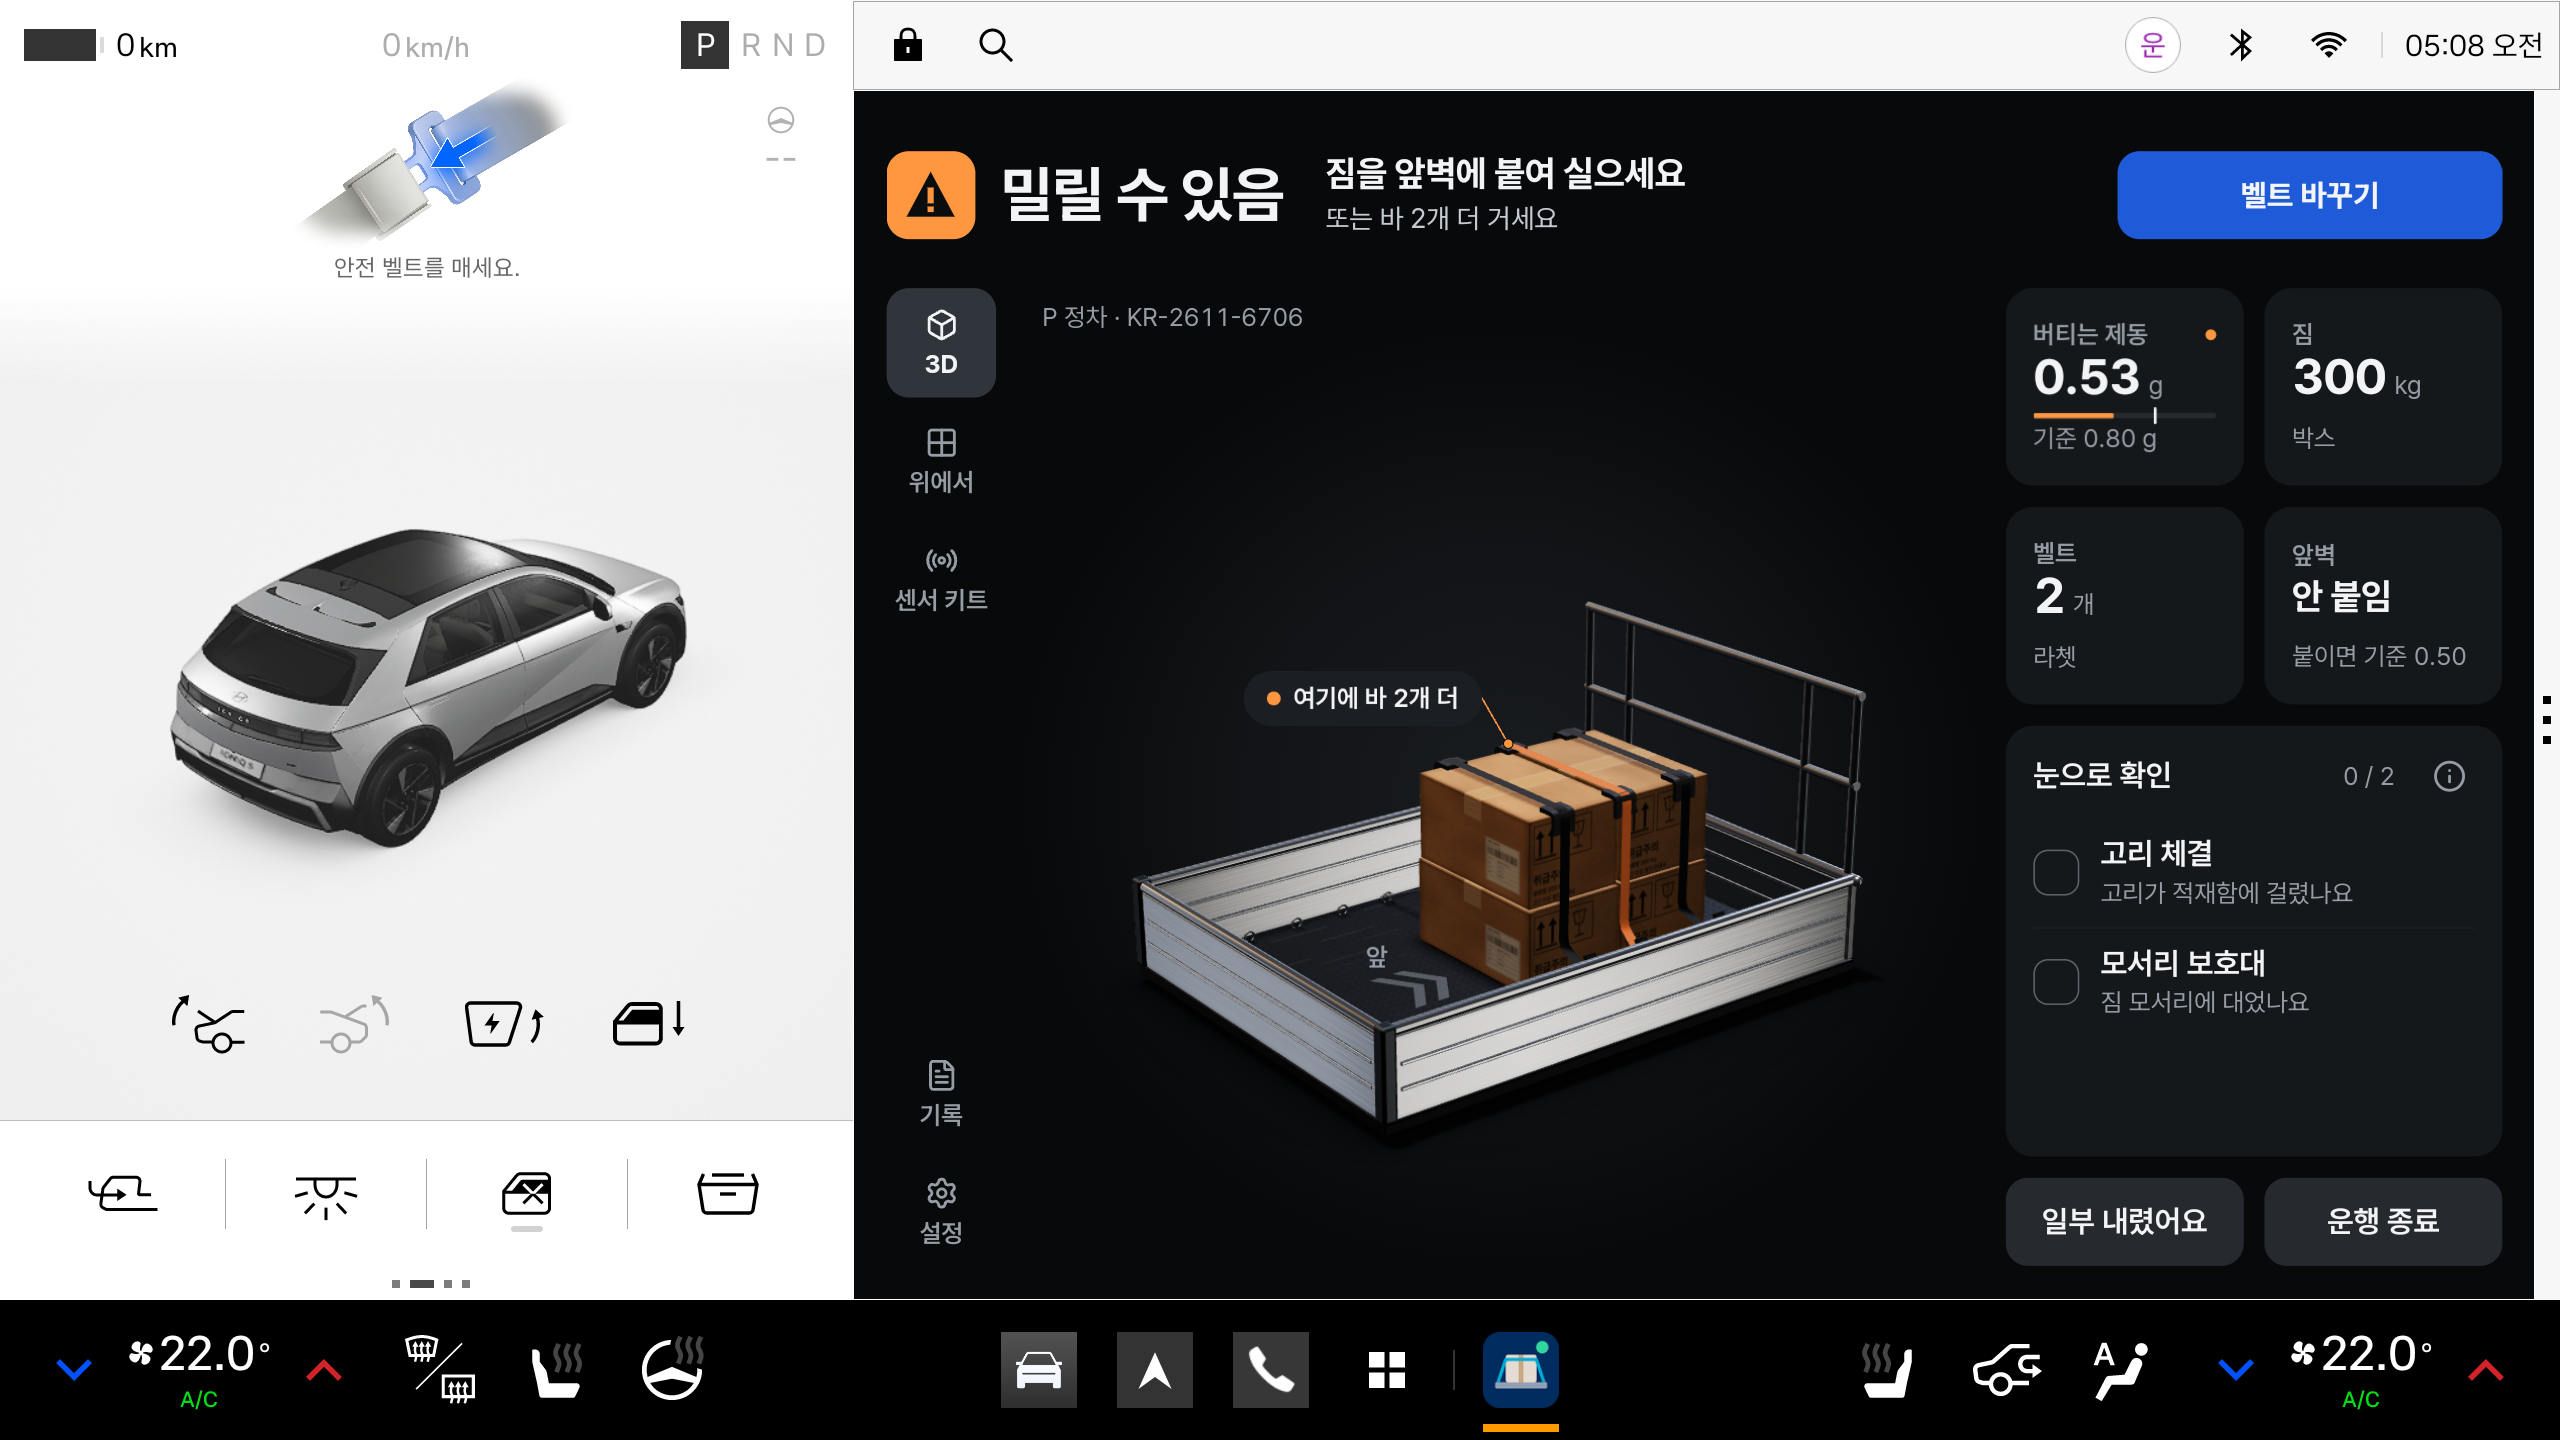 0 km
0 km/h
P R N D
운
05:08 오전
--
안전 벨트를 매세요.
밀릴 수 있음
짐을 앞벽에 붙여 실으세요
또는 바 2개 더 거세요
벨트 바꾸기
3D
위에서
센서 키트
기록
설정
P 정차 · KR-2611-6706
여기에 바 2개 더
앞
취급주의
버티는 제동
0.53 g
기준 0.80 g
짐
300 kg
박스
벨트
2 개
라쳇
앞벽
안 붙임
붙이면 기준 0.50
눈으로 확인
0 / 2
고리 체결
고리가 적재함에 걸렸나요
모서리 보호대
짐 모서리에 대었나요
일부 내렸어요
운행 종료
22.0°
A/C
A
22.0°
A/C